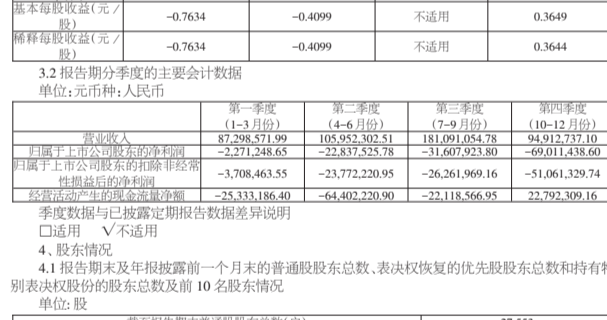 基本每股收益(元/股) -0.7634 -0.4099 不适用 0.3649
稀释每股收益(元/股) -0.7634 -0.4099 不适用 0.3644
3.2 报告期分季度的主要会计数据
单位:元币种:人民币
第一季度 第二季度 第三季度 第四季度
(1-3月份) (4-6月份) (7-9月份) (10-12月份)
营业收入 87,298,571.99 105,952,302.51 181,091,054.78 94,912,737.10
归属于上市公司股东的净利润 -2,271,248.65 -22,837,525.78 -31,607,923.80 -69,011,438.60
归属于上市公司股东的扣除非经常性损益后的净利润 -3,708,463.55 -23,772,220.95 -26,261,969.16 -51,061,329.74
经营活动产生的现金流量净额 -25,333,186.40 -64,402,220.90 -22,118,566.95 22,792,309.16
季度数据与已披露定期报告数据差异说明
□适用 √不适用
4、股东情况
4.1 报告期末及年报披露前一个月末的普通股股东总数、表决权恢复的优先股股东总数和持有特
别表决权股份的股东总数及前 10 名股东情况
单位:股